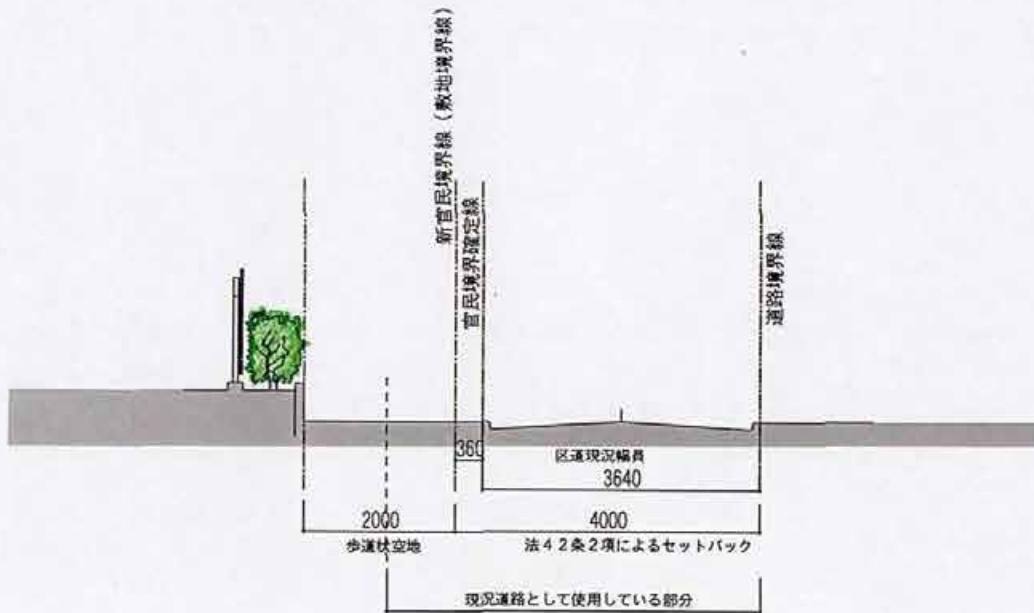 新官民境界線（敷地境界線）
官民境界確定線
道路境界線
360
区道現況幅員
3640
2000
4000
歩道状空地
法42条2項によるセットバック
現況道路として使用している部分